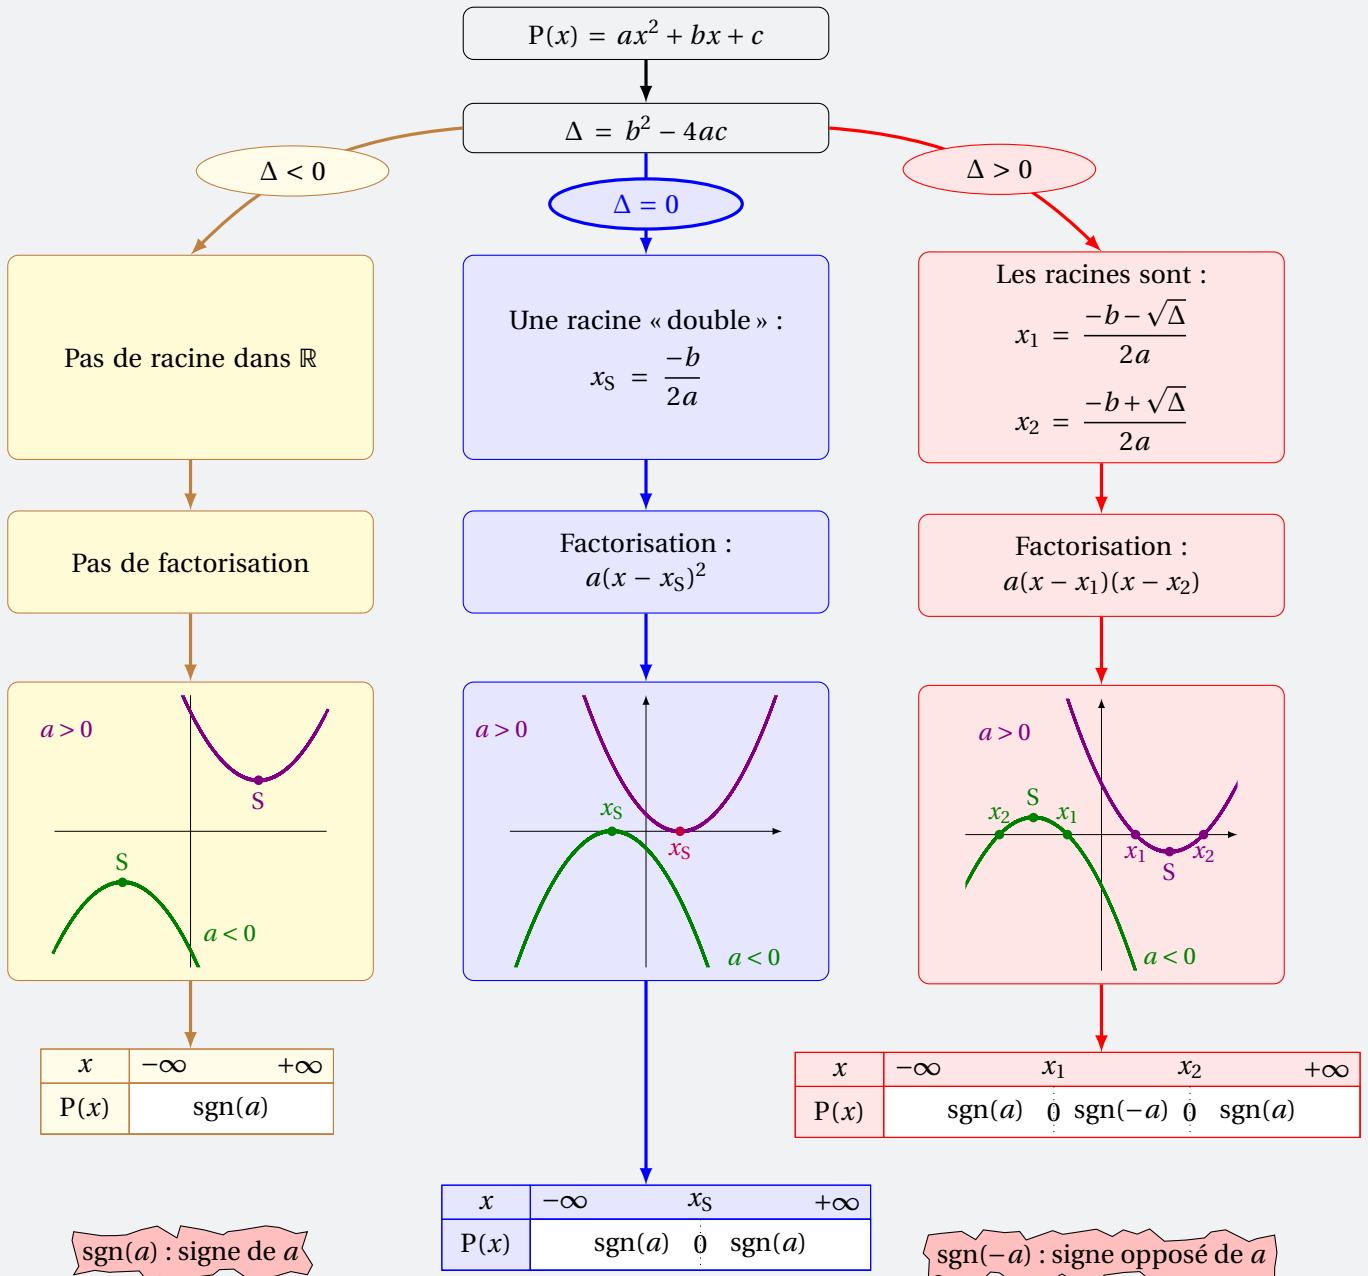 P(x) = ax² + bx + c
Δ = b² − 4ac
Δ < 0
Δ = 0
Δ > 0
Pas de racine dans ℝ
Une racine « double » :
x_S = −b / 2a
Les racines sont :
x₁ = (−b − √Δ) / 2a
x₂ = (−b + √Δ) / 2a
Pas de factorisation
Factorisation :
a(x − x_S)²
Factorisation :
a(x − x₁)(x − x₂)
a > 0
S
S
a < 0
a > 0
x_S
x_S
a < 0
a > 0
S
x₂ x₁
x₁ x₂
S
a < 0
x −∞ +∞
P(x) sgn(a)
x −∞ x_S +∞
P(x) sgn(a) 0 sgn(a)
x −∞ x₁ x₂ +∞
P(x) sgn(a) 0 sgn(−a) 0 sgn(a)
sgn(a) : signe de a
sgn(−a) : signe opposé de a